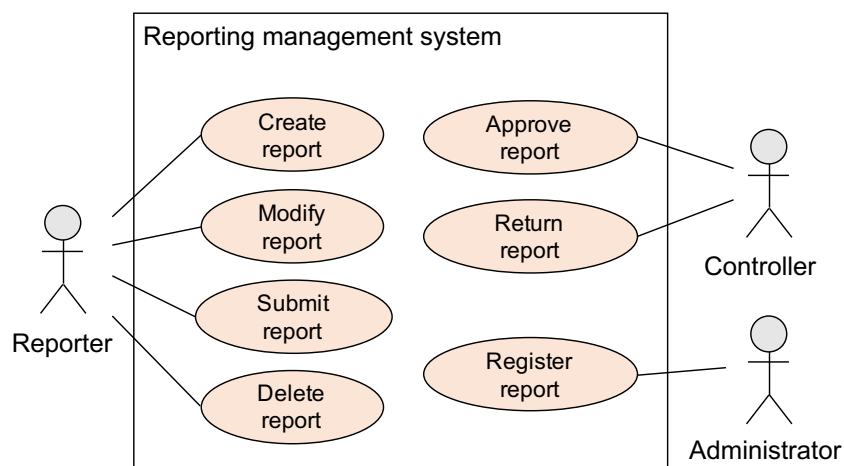 Reporting management system
Create
report
Modify
report
Submit
report
Delete
report
Approve
report
Return
report
Register
report
Reporter
Controller
Administrator